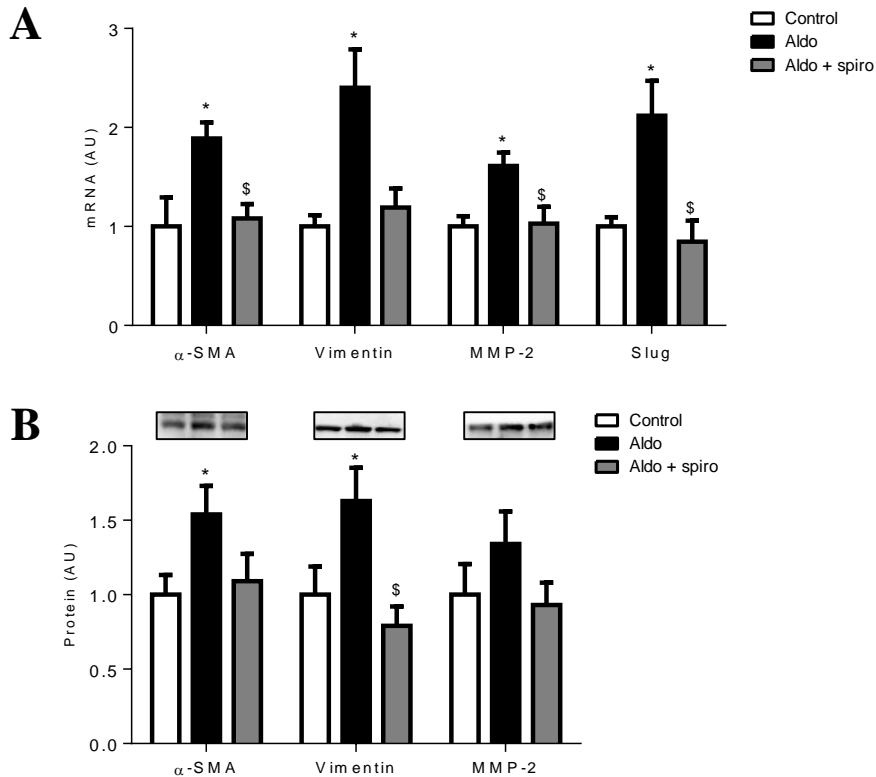 A
Control
Aldo
Aldo + spiro
3
2
1
0
mRNA (AU)
*
$
*
*
$
*
$
α-SMA
Vimentin
MMP-2
Slug
B
Control
Aldo
Aldo + spiro
2.0
1.5
1.0
0.5
0.0
Protein (AU)
*
*
$
α-SMA
Vimentin
MMP-2